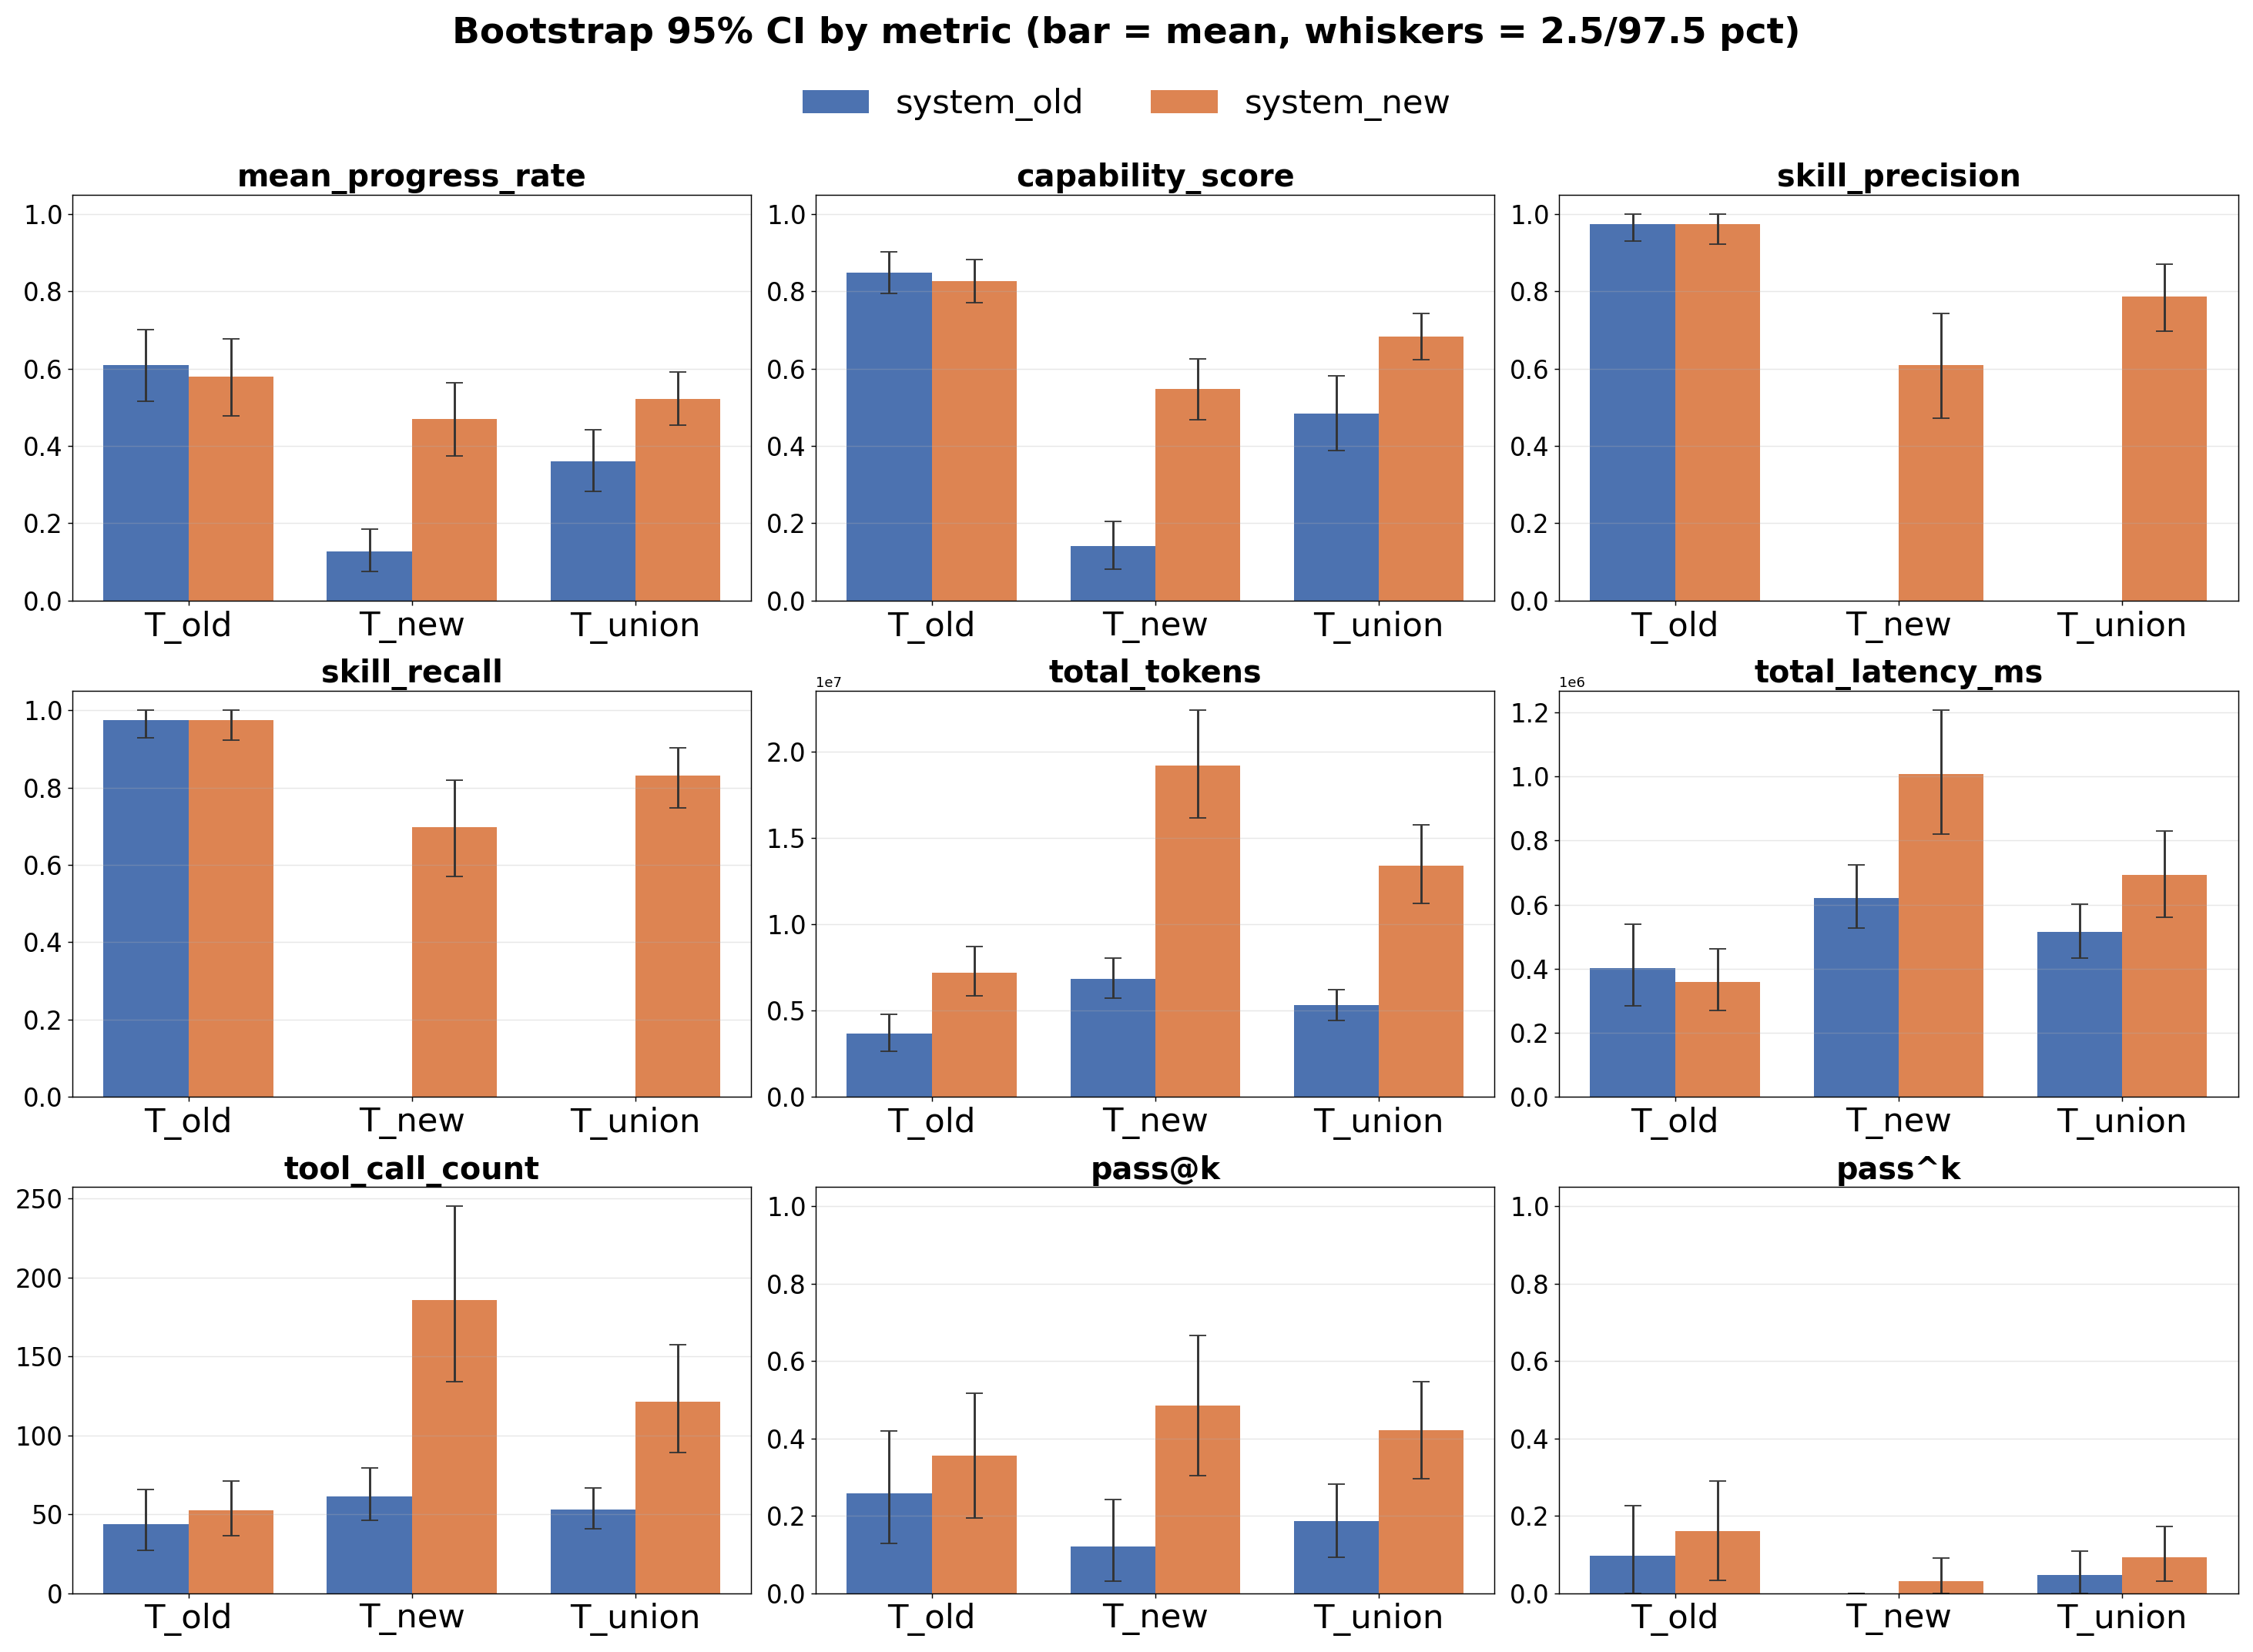 Bootstrap 95% CI by metric (bar = mean, whiskers = 2.5/97.5 pct)
system_old system_new
mean_progress_rate
1.0
0.8
0.6
0.4
0.2
0.0
T_old T_new T_union
capability_score
1.0
0.8
0.6
0.4
0.2
0.0
T_old T_new T_union
skill_precision
1.0
0.8
0.6
0.4
0.2
0.0
T_old T_new T_union
skill_recall
1.0
0.8
0.6
0.4
0.2
0.0
T_old T_new T_union
total_tokens
1e7
2.0
1.5
1.0
0.5
0.0
T_old T_new T_union
total_latency_ms
1e6
1.2
1.0
0.8
0.6
0.4
0.2
0.0
T_old T_new T_union
tool_call_count
250
200
150
100
50
0
T_old T_new T_union
pass@k
1.0
0.8
0.6
0.4
0.2
0.0
T_old T_new T_union
pass^k
1.0
0.8
0.6
0.4
0.2
0.0
T_old T_new T_union